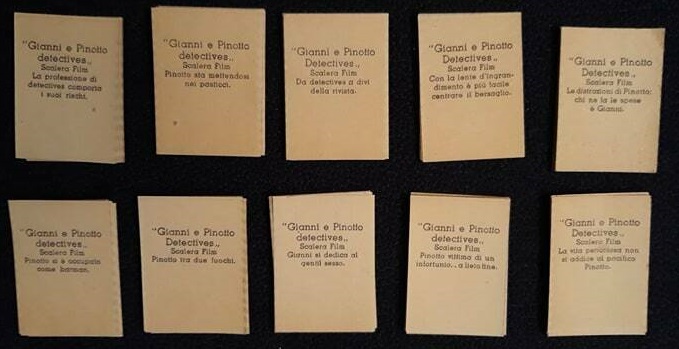 "Gianni e Pinotto
detectives„
Scalera Film
La professione di
detectives comporta
i suoi rischi.
"Gianni e Pinotto
detectives„
Scalera Film
Pinotto sta mettendosi
nei pasticci.
"Gianni e Pinotto
Detectives„
Scalera Film
Da detectives a divi
della rivista.
"Gianni e Pinotto
Detectives„
Scalera Film
Con la lente d'ingran-
dimento è più facile
centrare il bersaglio.
"Gianni e Pinotto
Detectives„
Scalera Film
Le distrazioni di Pinotto:
chi ne fa le spese
è Gianni.
"Gianni e Pinotto
detectives„
Scalera Film
Pinotto si è occupato
come barman.
"Gianni e Pinotto
Detectives„
Scalera Film
Pinotto tra due fuochi.
"Gianni e Pinotto
detectives„
Scalera Film
Gianni si dedica al
gentil sesso.
"Gianni e Pinotto
detectives„
Scalera Film
Pinotto vittima di un
infortunio.. a lieto fine.
"Gianni e Pinotto
Detectives„
Scalera Film
La vita pericolosa non
si addice al pacifico
Pinotto.